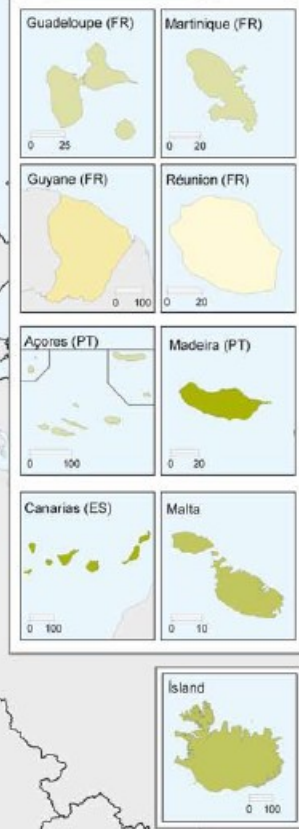 Guadeloupe (FR)
0 25
Martinique (FR)
0 20
Guyane (FR)
0 100
Réunion (FR)
0 20
Açores (PT)
0 100
Madeira (PT)
0 20
Canarias (ES)
0 100
Malta
0 10
Ísland
0 100